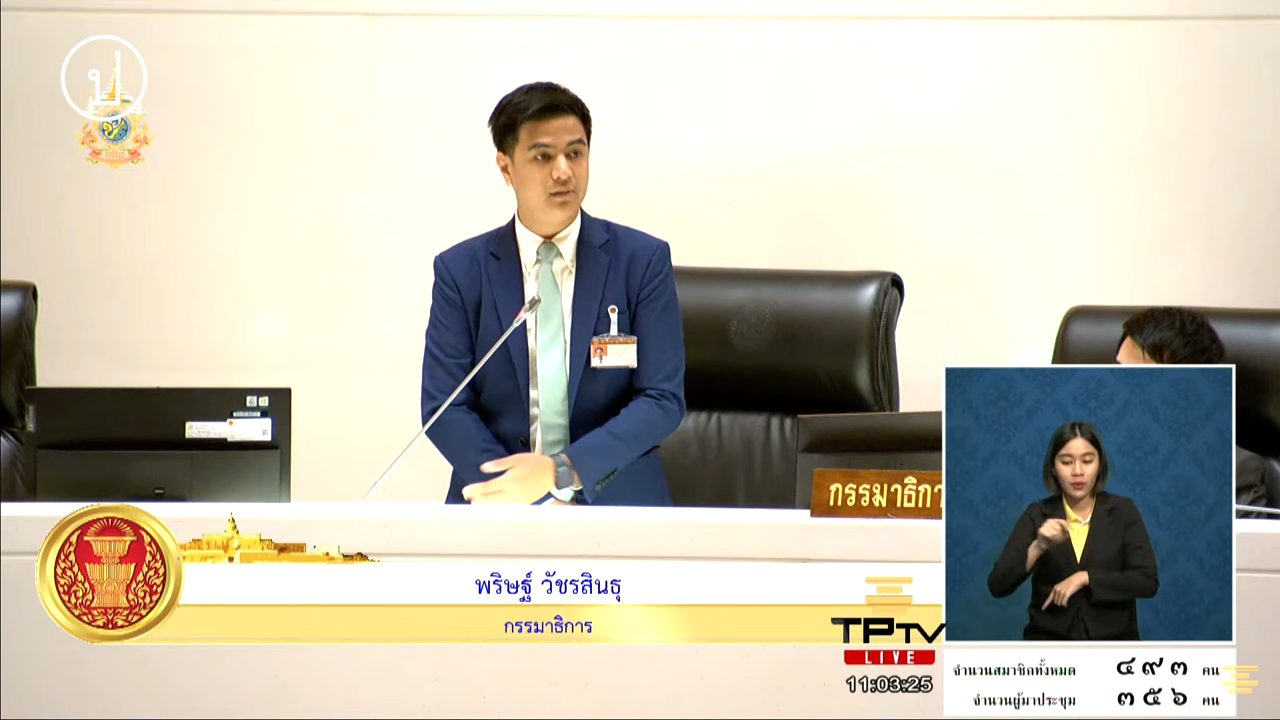 ป
๗๒
กรรมาธิกา
พริษฐ์ วัชรสินธุ
กรรมาธิการ
TPTV
LIVE
11:03:25
จำนวนสมาชิกทั้งหมด ๔๙๓ คน
จำนวนผู้มาประชุม ๓๕๖ คน